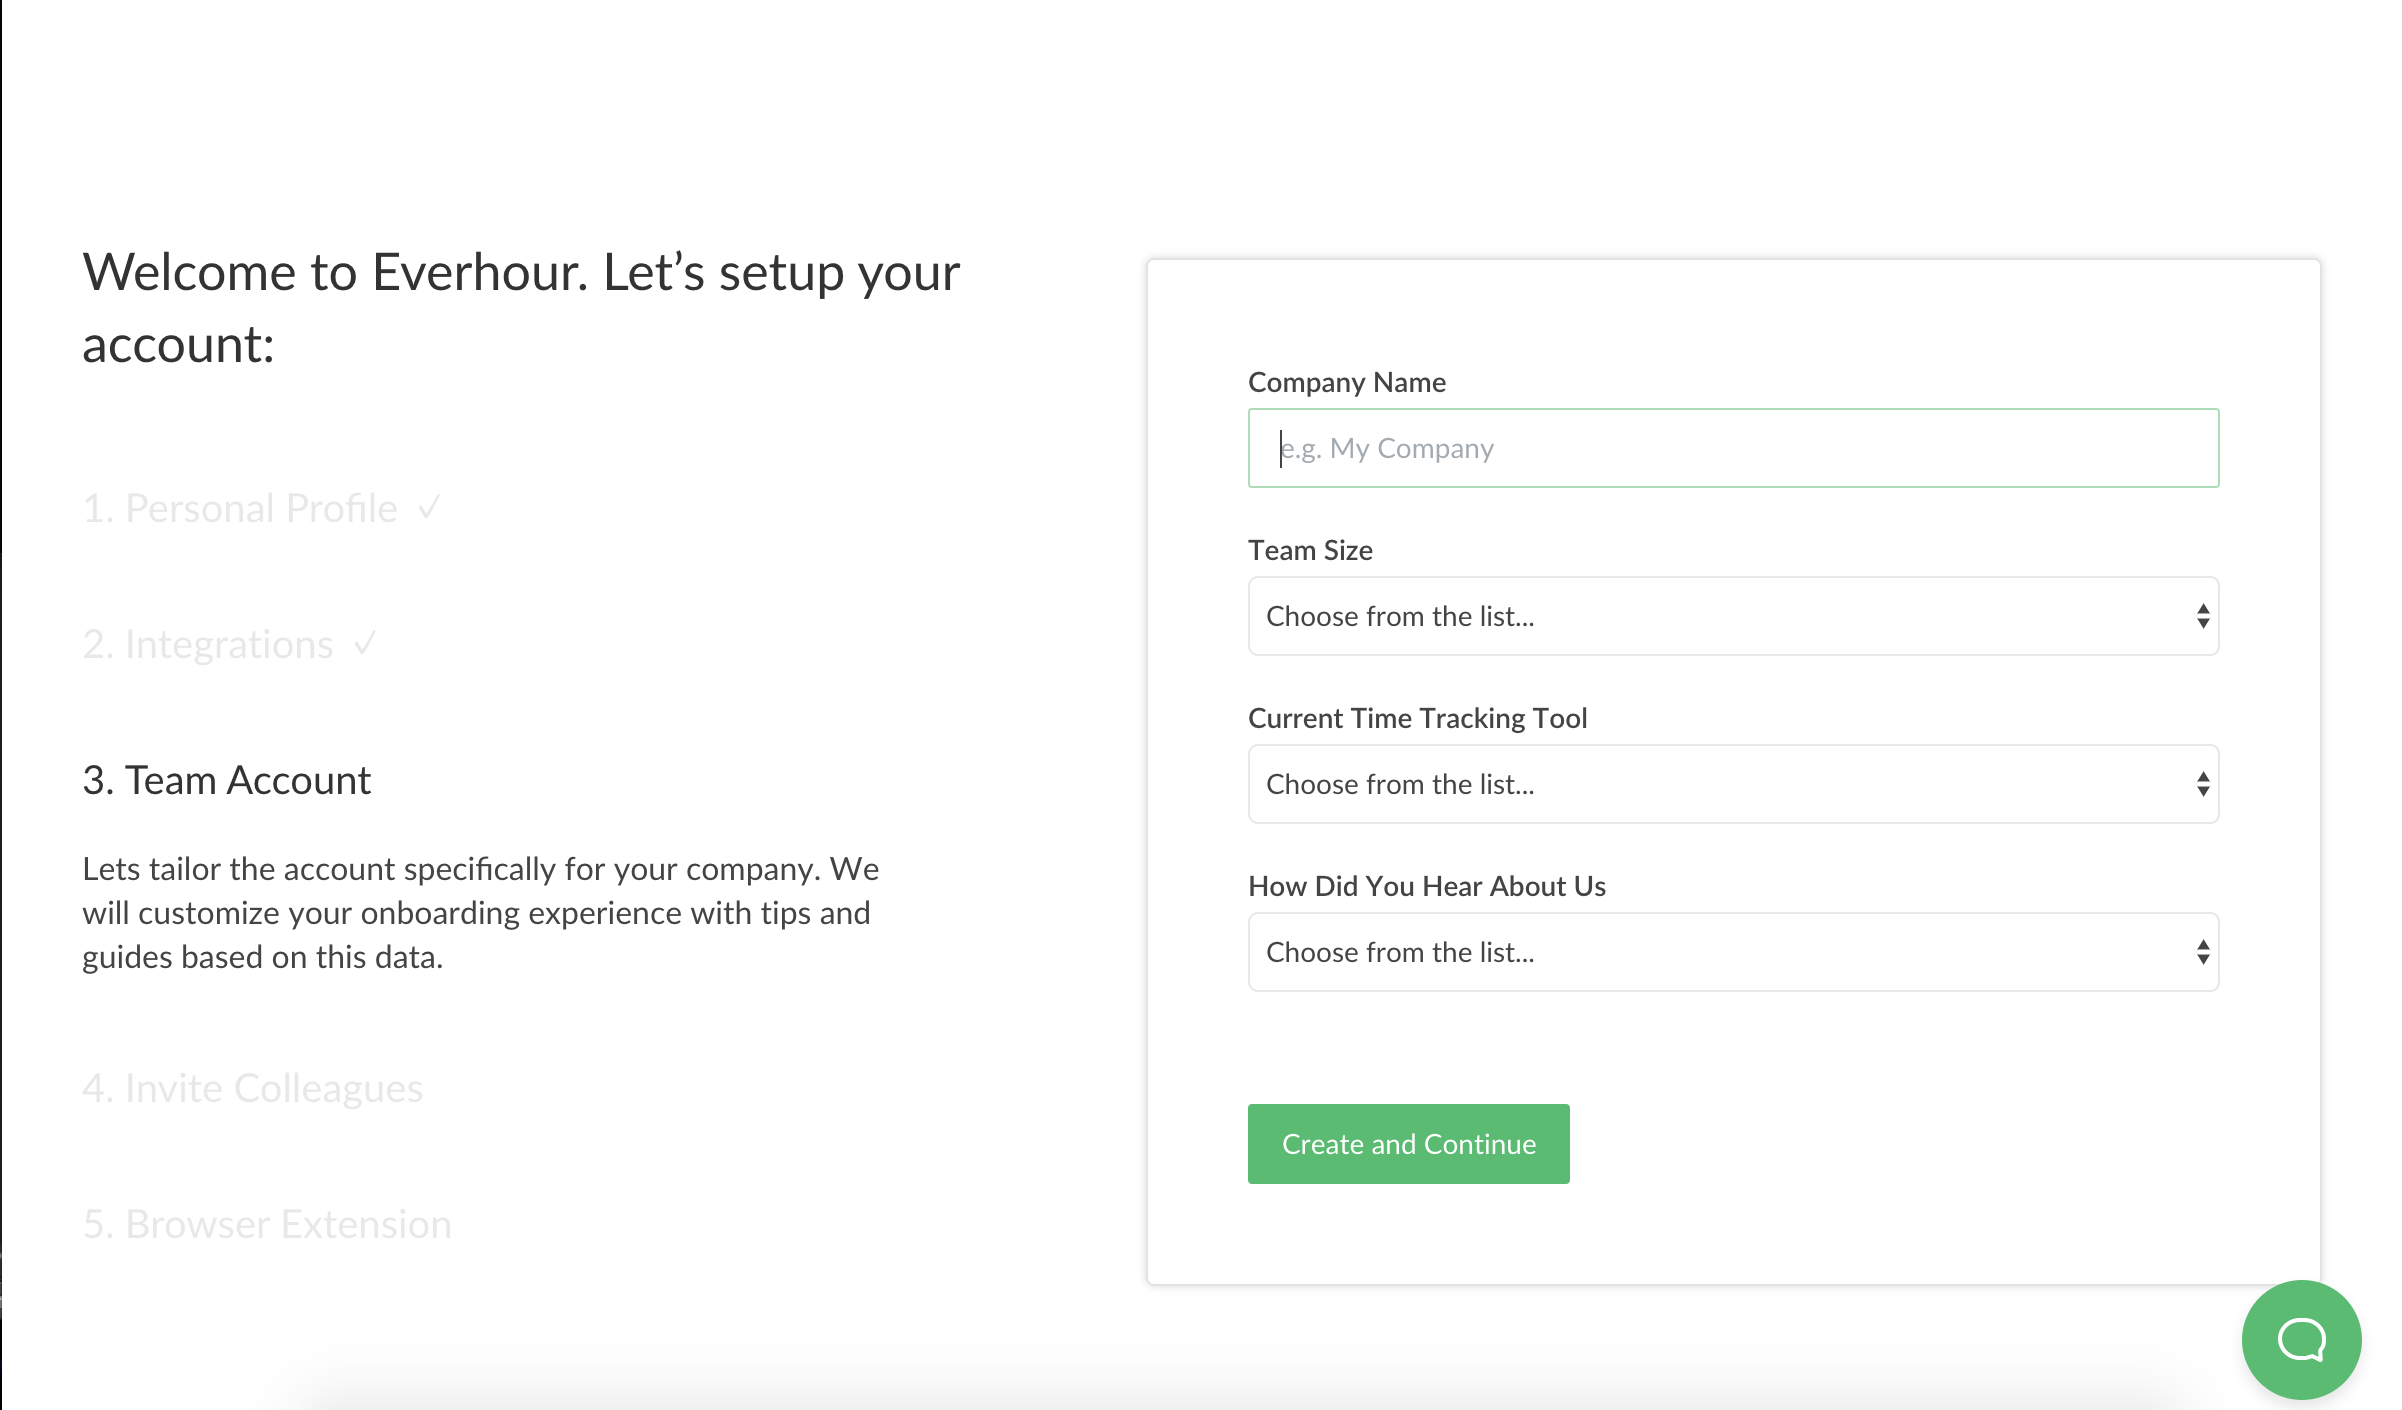 Welcome to Everhour. Let’s setup your
account:
1. Personal Profile ✓
2. Integrations ✓
3. Team Account
Lets tailor the account specifically for your company. We
will customize your onboarding experience with tips and
guides based on this data.
4. Invite Colleagues
5. Browser Extension
Company Name
e.g. My Company
Team Size
Choose from the list...
Current Time Tracking Tool
Choose from the list...
How Did You Hear About Us
Choose from the list...
Create and Continue